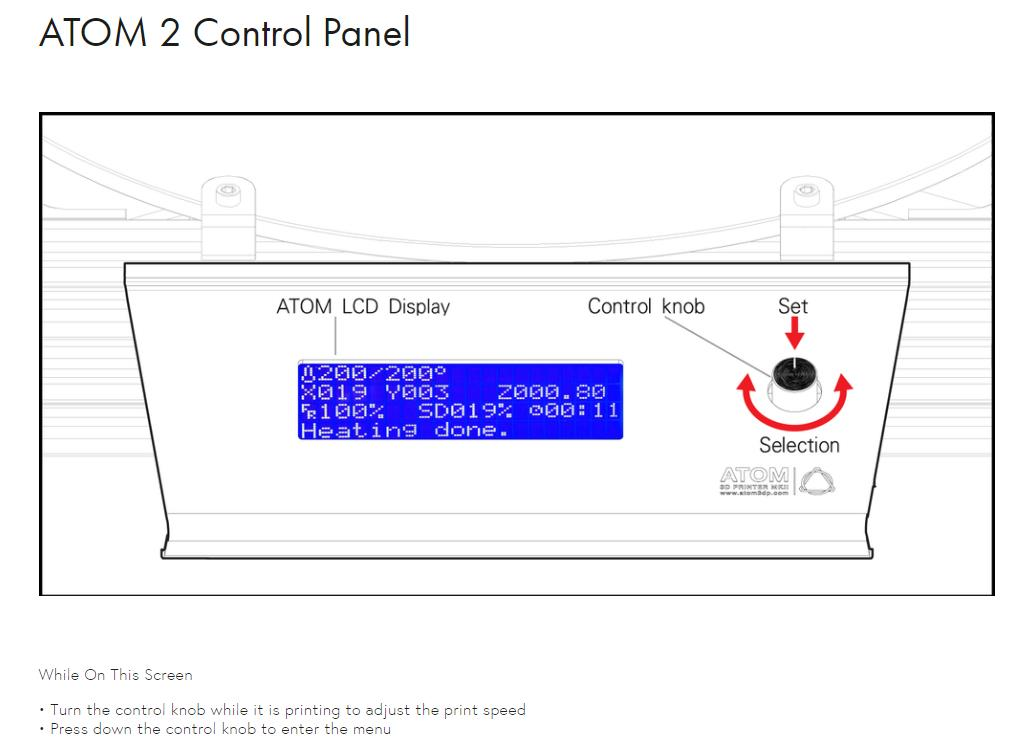 ATOM 2 Control Panel
ATOM LCD Display
Control knob
Set
200/200°
X019 Y003 Z000.80
100% SD019% 00:11
Heating done.
Selection
ATOM
3D PRINTER MKII
www.atom3dp.com
While On This Screen
• Turn the control knob while it is printing to adjust the print speed
• Press down the control knob to enter the menu